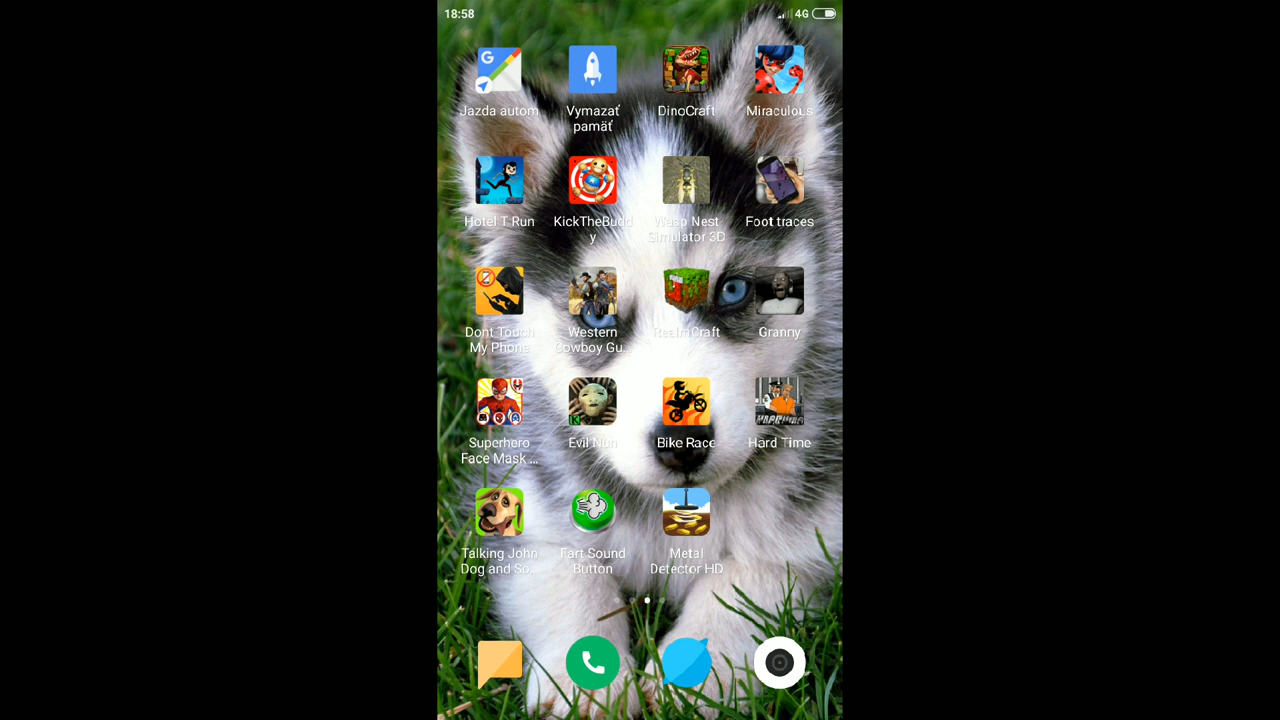 18:58
4G
G
Jazda autom
Vymazať
pamäť
DinoCraft
Miraculous
Hotel T Run
KickTheBudd
y
Wasp Nest
Simulator 3D
Foot traces
Dont Touch
My Phone
Western
Cowboy Gu...
RealmCraft
Granny
Superhero
Face Mask ...
Evil Nun
Bike Race
Hard Time
Talking John
Dog and So...
Fart Sound
Button
Metal
Detector HD